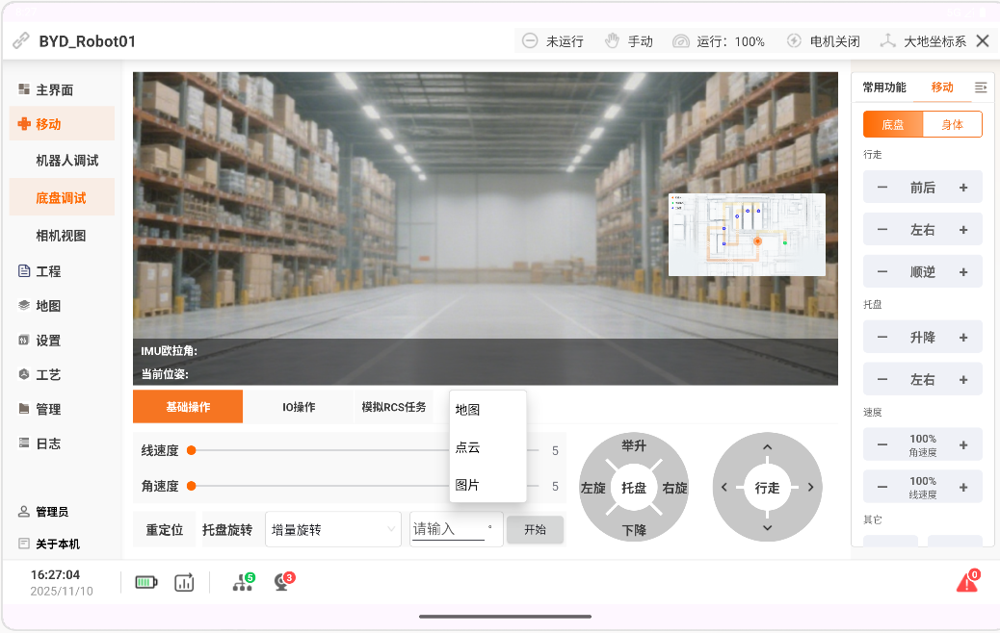 BYD_Robot01
未运行
手动
运行：100%
电机关闭
大地坐标系
主界面
移动
机器人调试
底盘调试
相机视图
工程
地图
设置
工艺
管理
日志
管理员
关于本机
IMU欧拉角:
当前位姿:
基础操作
IO操作
模拟RCS任务
地图
点云
图片
线速度
5
角速度
5
重定位
托盘旋转
增量旋转
请输入
°
开始
举升
左旋
托盘
右旋
下降
行走
常用功能
移动
底盘
身体
行走
— 前后 +
— 左右 +
— 顺逆 +
托盘
— 升降 +
— 左右 +
速度
— 100% +
角速度
— 100% +
线速度
其它
16:27:04
2025/11/10
5
3
0